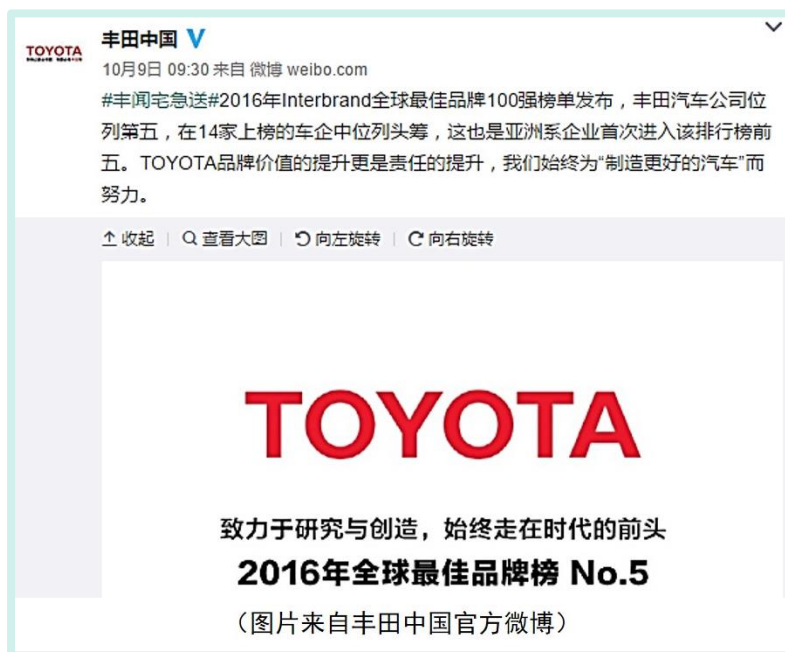 丰田中国 V
TOYOTA
10月9日 09:30 来自 微博 weibo.com
#丰闻宅急送#2016年Interbrand全球最佳品牌100强榜单发布，丰田汽车公司位
列第五，在14家上榜的车企中位列头筹，这也是亚洲系企业首次进入该排行榜前
五。TOYOTA品牌价值的提升更是责任的提升，我们始终为“制造更好的汽车”而
努力。
收起 查看大图 向左旋转 向右旋转
TOYOTA
致力于研究与创造，始终走在时代的前头
2016年全球最佳品牌榜 No.5
（图片来自丰田中国官方微博）